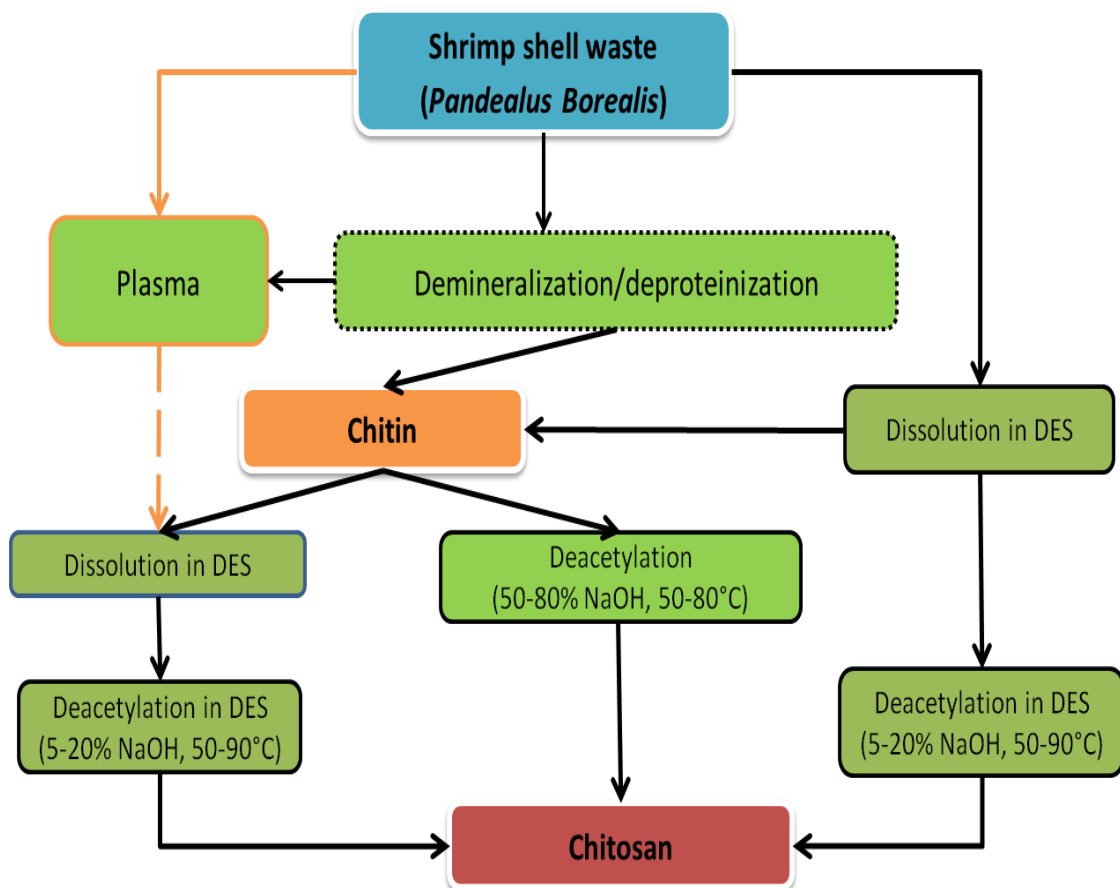 Shrimp shell waste
(Pandealus Borealis)
Plasma
Demineralization/deproteinization
Chitin
Dissolution in DES
Dissolution in DES
Deacetylation
(50-80% NaOH, 50-80°C)
Deacetylation in DES
(5-20% NaOH, 50-90°C)
Deacetylation in DES
(5-20% NaOH, 50-90°C)
Chitosan